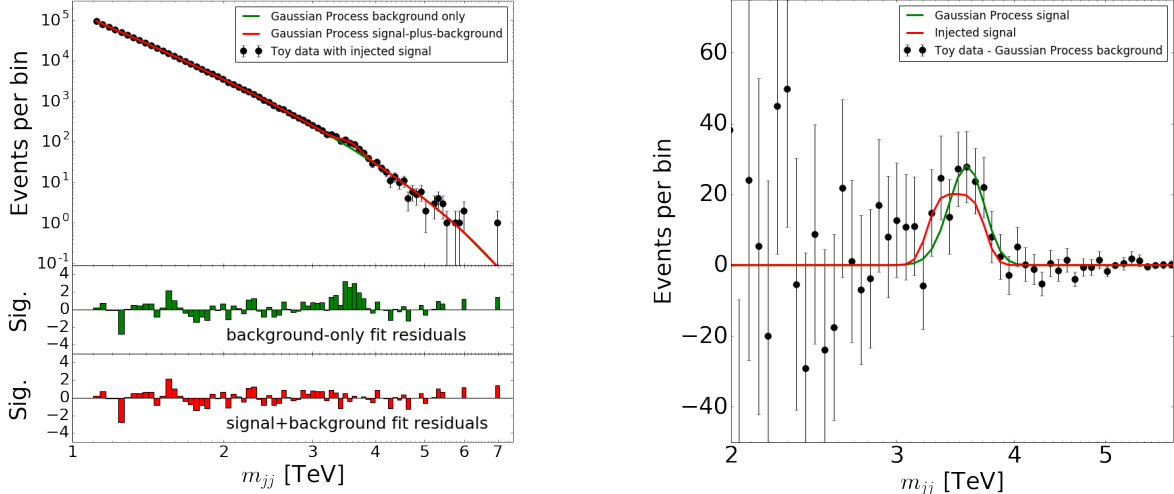 Gaussian Process background only
Gaussian Process signal-plus-background
Toy data with injected signal
Events per bin
10^5
10^4
10^3
10^2
10^1
10^0
10^-1
Sig.
4
2
0
−2
−4
background-only fit residuals
Sig.
4
2
0
−2
−4
signal+background fit residuals
1 2 3 4 5 6 7
m_jj [TeV]
Gaussian Process signal
Injected signal
Toy data - Gaussian Process background
Events per bin
60
40
20
0
−20
−40
2 3 4 5
m_jj [TeV]